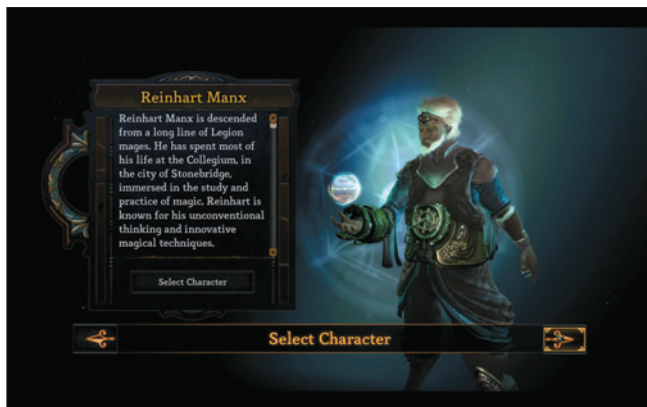 Reinhart Manx
Reinhart Manx is descended
from a long line of Legion
mages. He has spent most of
his life at the Collegium, in
the city of Stonebridge,
immersed in the study and
practice of magic. Reinhart is
known for his unconventional
thinking and innovative
magical techniques.
Select Character
Select Character